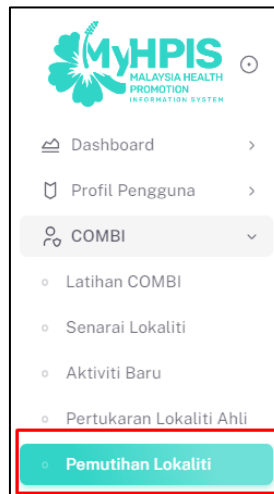 MyHPIS
MALAYSIA HEALTH
PROMOTION
INFORMATION SYSTEM
Dashboard
Profil Pengguna
COMBI
Latihan COMBI
Senarai Lokaliti
Aktiviti Baru
Pertukaran Lokaliti Ahli
Pemutihan Lokaliti